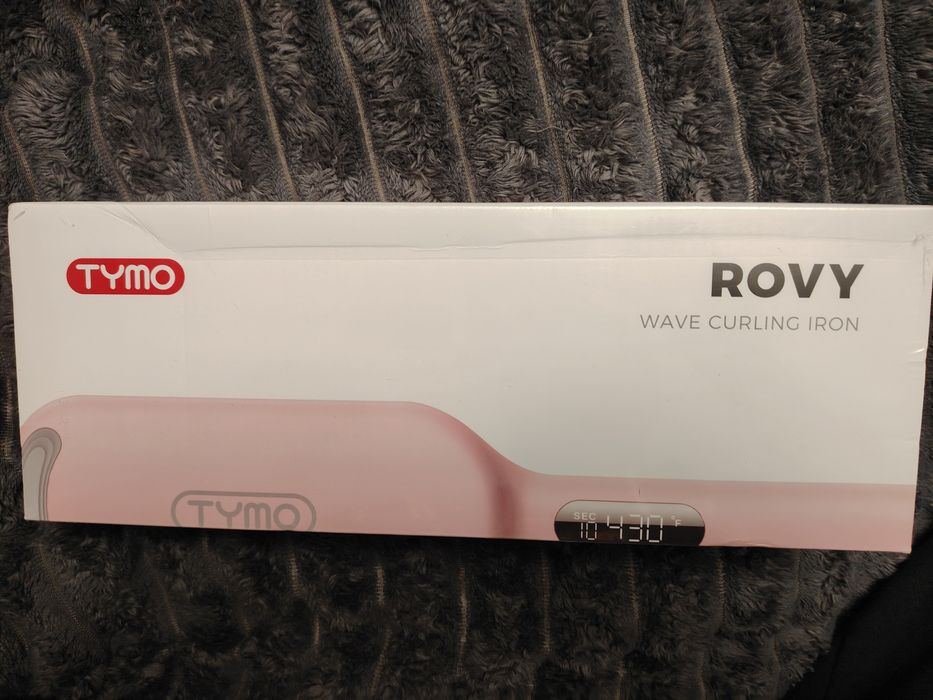 TYMO
ROVY
WAVE CURLING IRON
TYMO
SEC
10 430 °F